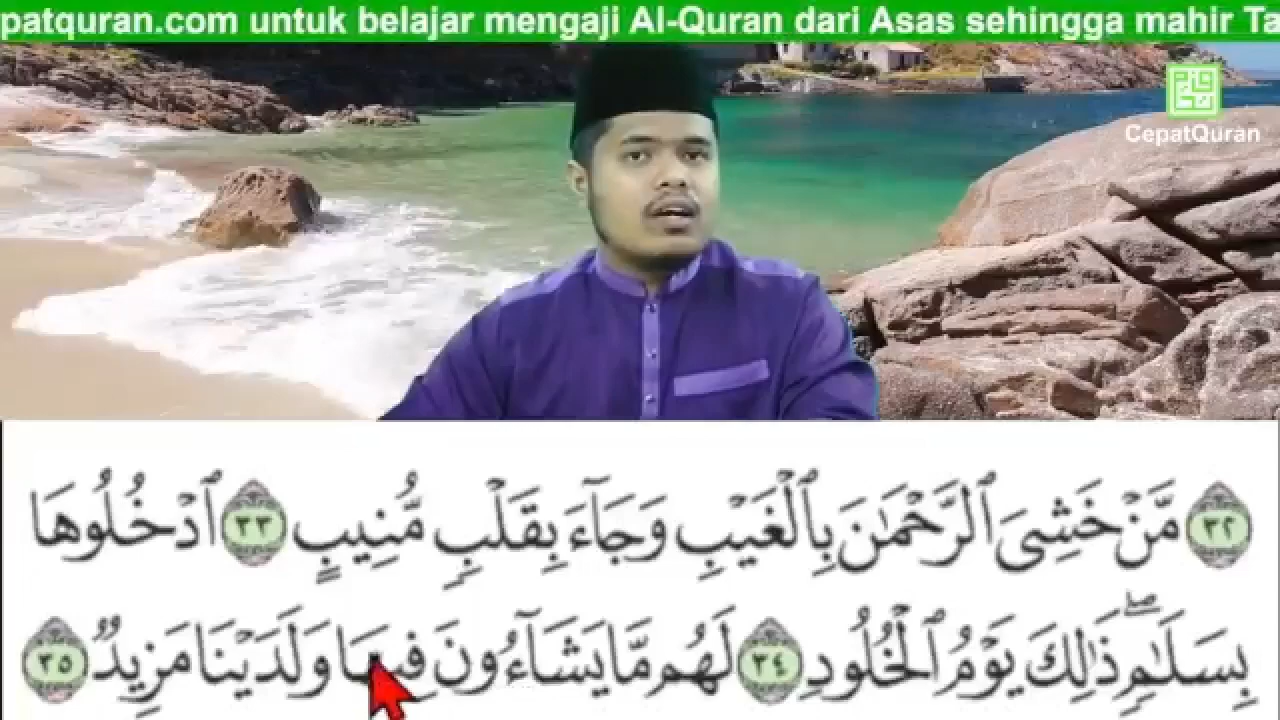 patquran.com untuk belajar mengaji Al-Quran dari Asas sehingga mahir Ta
CepatQuran
٣٢ مَّنْ خَشِىَ ٱلرَّحْمَٰنَ بِٱلْغَيْبِ وَجَآءَ بِقَلْبٍ مُّنِيبٍ ٣٣ ٱدْخُلُوهَا
بِسَلَٰمٍ ۖ ذَٰلِكَ يَوْمُ ٱلْخُلُودِ ٣٤ لَهُم مَّا يَشَآءُونَ فِيهَا وَلَدَيْنَا مَزِيدٌ ٣٥